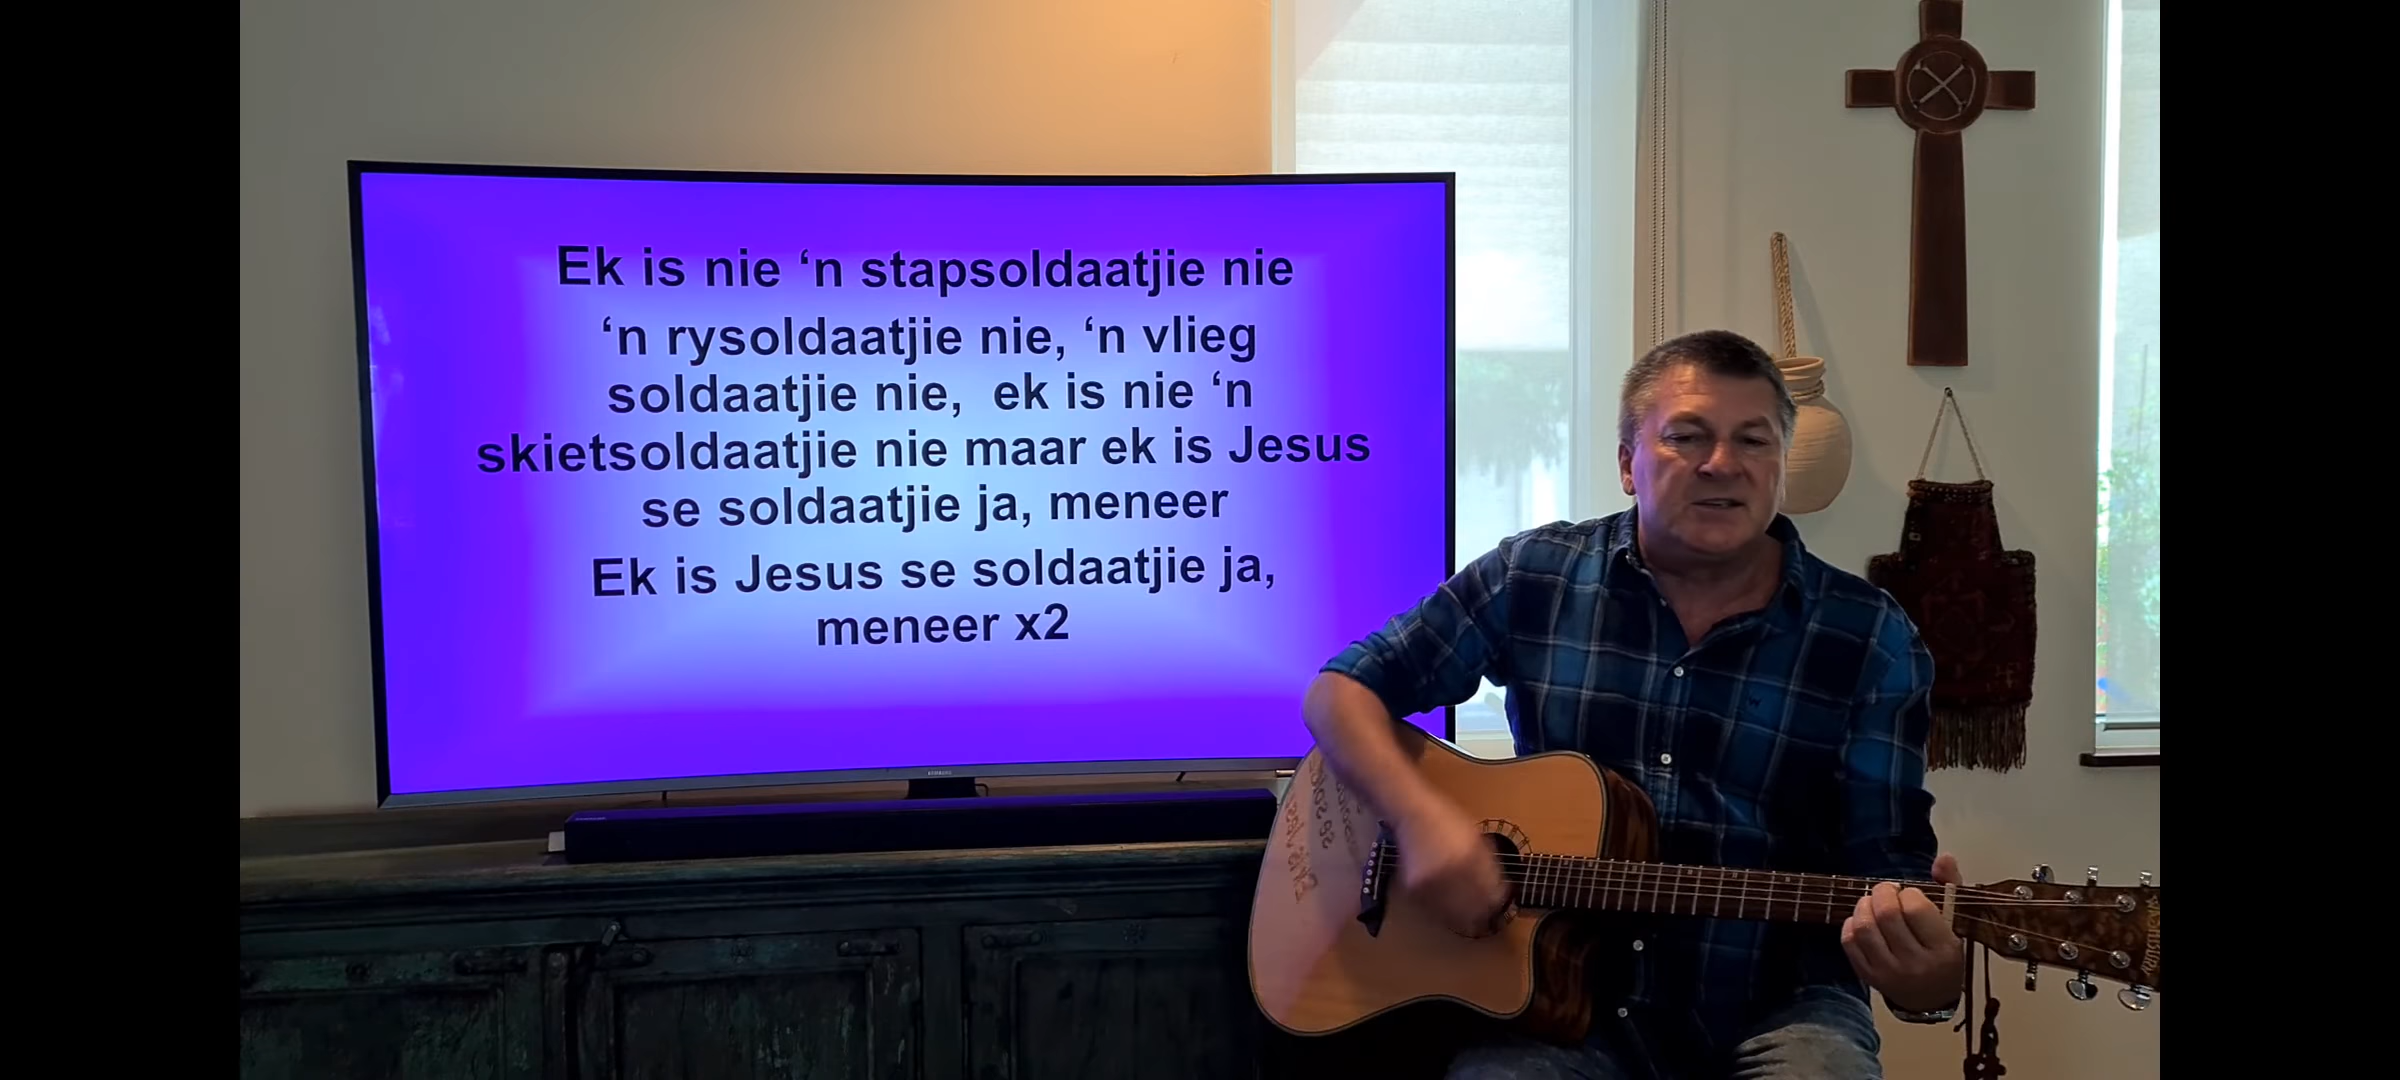 Ek is nie ‘n stapsoldaatjie nie
‘n rysoldaatjie nie, ‘n vlieg
soldaatjie nie, ek is nie ‘n
skietsoldaatjie nie maar ek is Jesus
se soldaatjie ja, meneer
Ek is Jesus se soldaatjie ja,
meneer x2
SAMSUNG